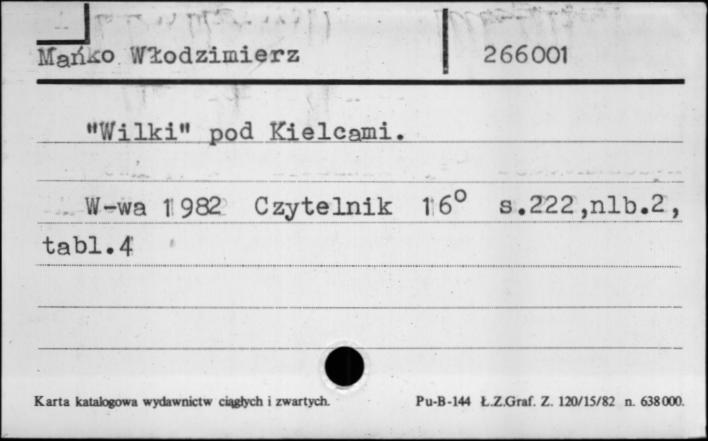 Mańko Włodzimierz 266001
"Wilki" pod Kielcami.
W-wa 1982 Czytelnik 16° s.222,nlb.2,
tabl.4
Karta katalogowa wydawnictw ciągłych i zwartych. Pu-B-144 Ł.Z.Graf. Z. 120/15/82 n. 638000.